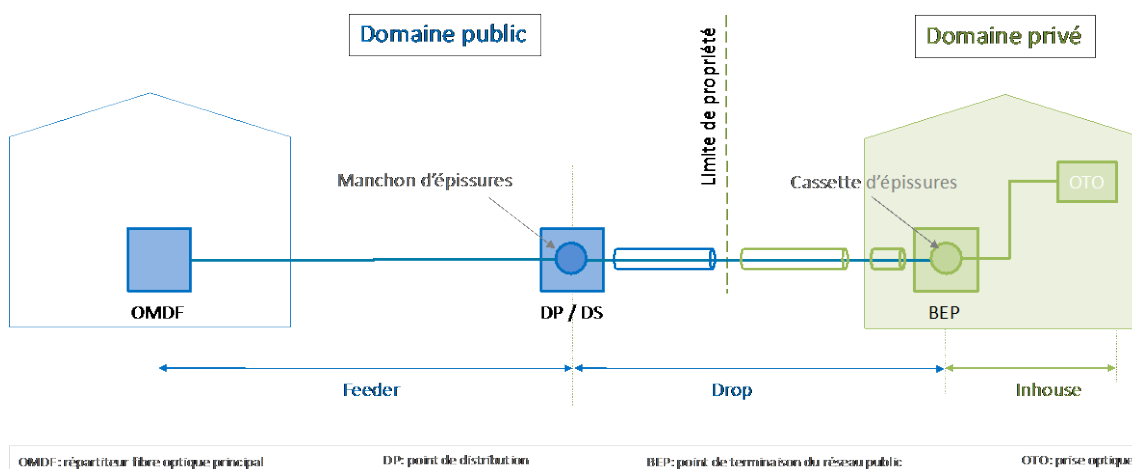 Domaine public
Domaine privé
Limite de propriété
Manchon d'épissures
Cassette d'épissures
OTO
OMDF
DP / DS
BEP
Feeder
Drop
Inhouse
OMDF: répartiteur fibre optique principal
DP: point de distribution
BEP: point de terminaison du réseau public
OTO: prise optique